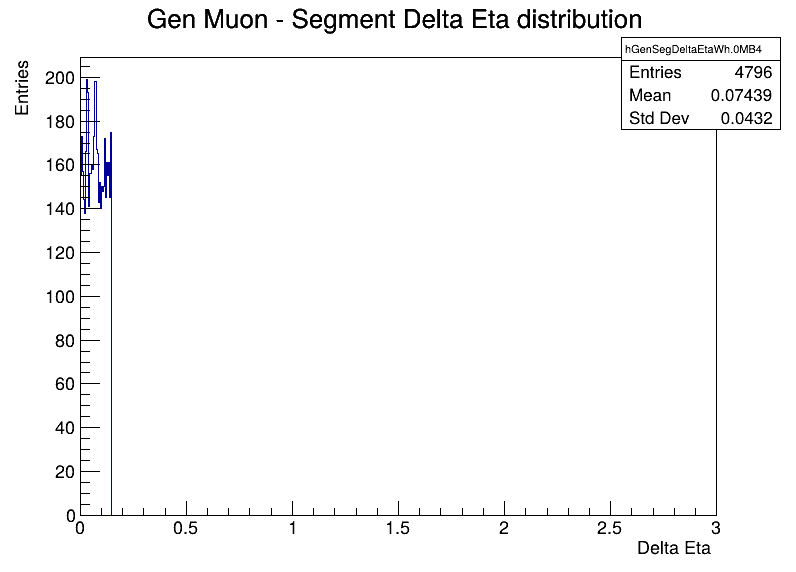 Gen Muon - Segment Delta Eta distribution
hGenSegDeltaEtaWh.0MB4
Entries 4796
Mean 0.07439
Std Dev 0.0432
Entries
200
180
160
140
120
100
80
60
40
20
0
0 0.5 1 1.5 2 2.5 3
Delta Eta